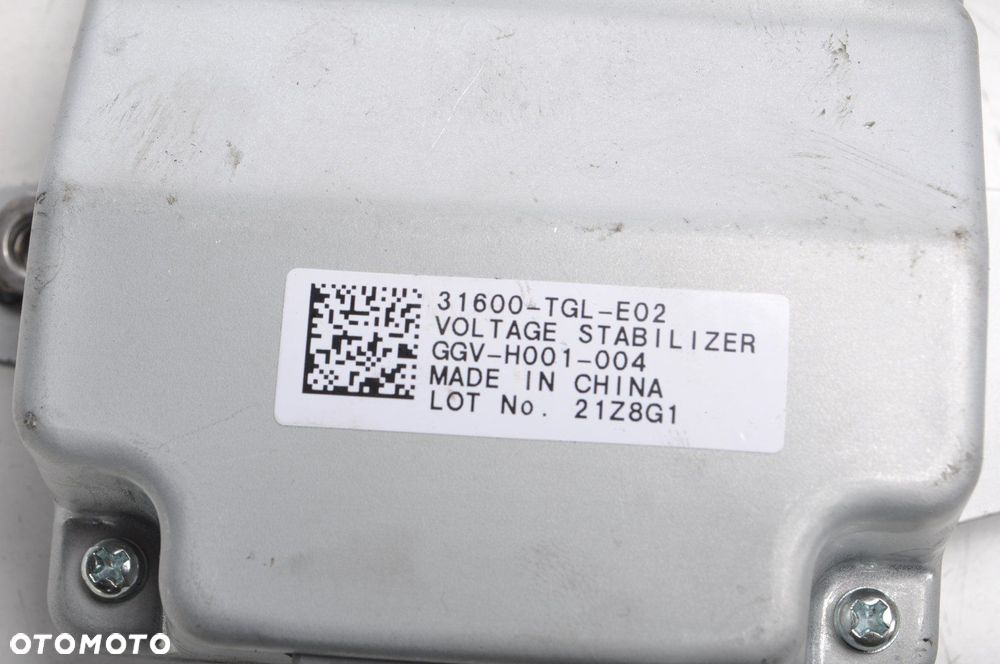 31600-TGL-E02
VOLTAGE STABILIZER
GGV-H001-004
MADE IN CHINA
LOT No. 21Z8G1
OTOMOTO